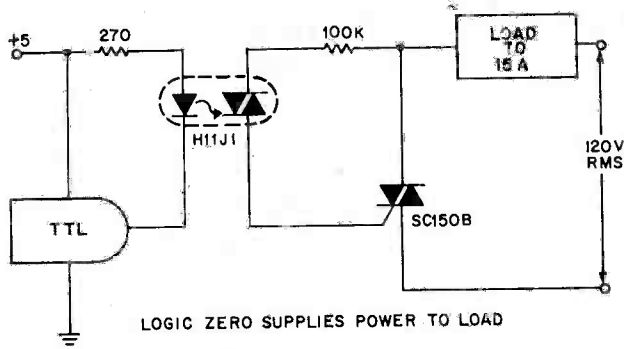 +5
270
100K
LOAD
TO
15 A
H11J1
120V
RMS
TTL
SC150B
LOGIC ZERO SUPPLIES POWER TO LOAD